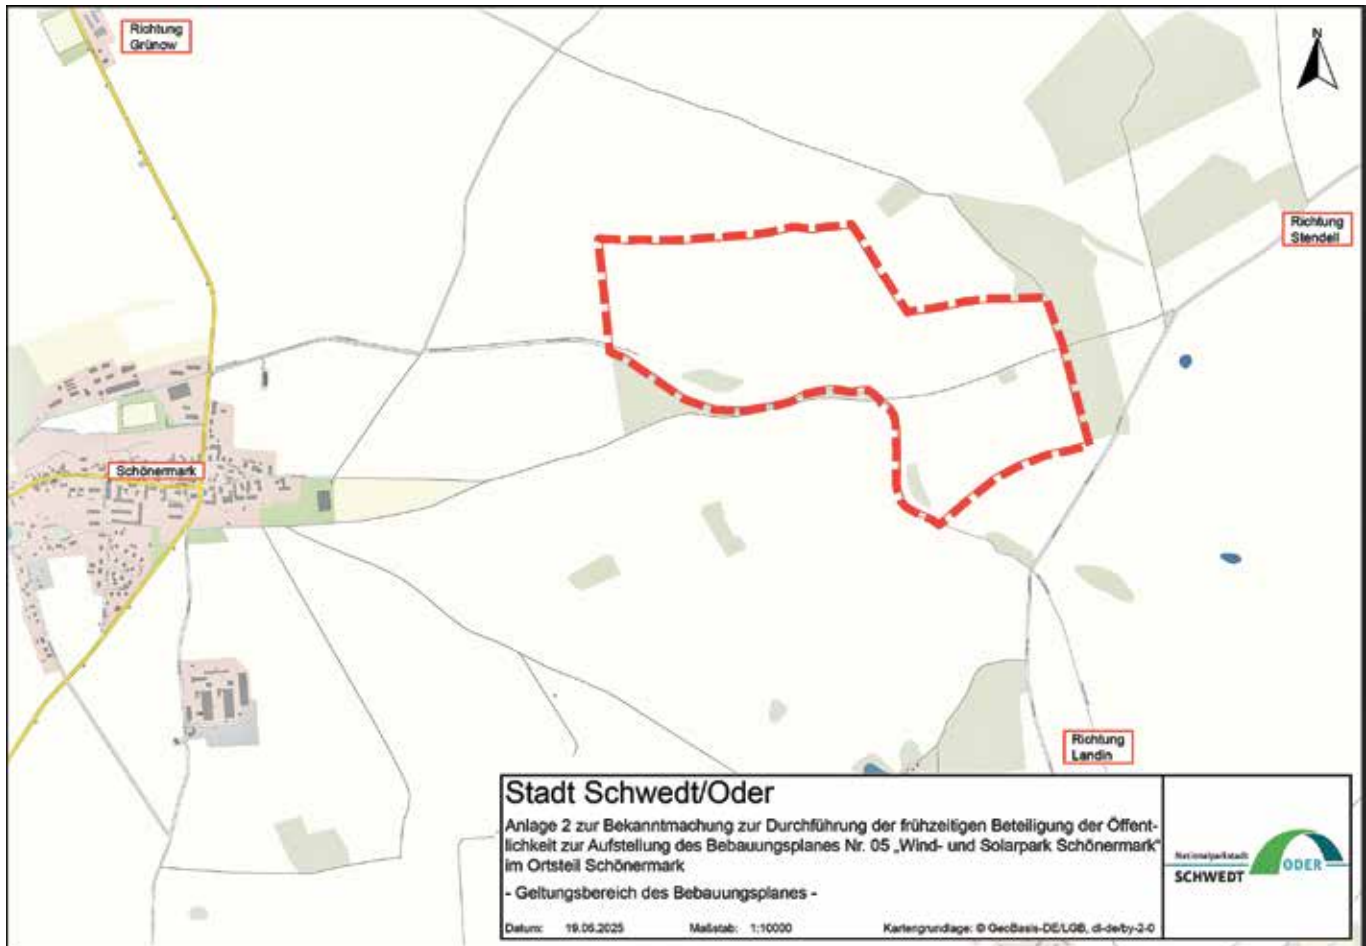 Richtung
Grünow
N
Richtung
Stendell
Schönermark
Richtung
Landin
Stadt Schwedt/Oder
Anlage 2 zur Bekanntmachung zur Durchführung der frühzeitigen Beteiligung der Öffent-
lichkeit zur Aufstellung des Bebauungsplanes Nr. 05 „Wind- und Solarpark Schönermark"
im Ortsteil Schönermark
- Geltungsbereich des Bebauungsplanes -
Datum: 19.06.2025 Maßstab: 1:10000 Kartengrundlage: © GeoBasis-DE/LGB, dl-de/by-2-0
Nationalparkstadt
SCHWEDT
ODER